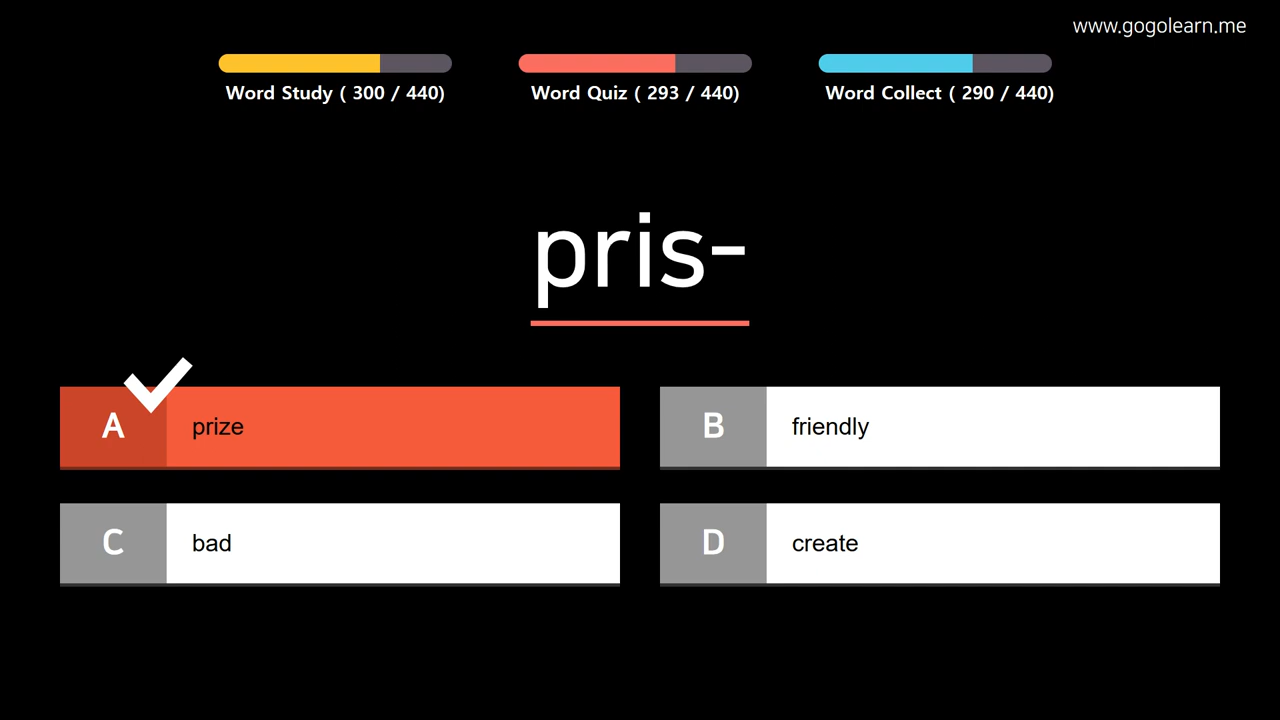 www.gogolearn.me
Word Study ( 300 / 440)
Word Quiz ( 293 / 440)
Word Collect ( 290 / 440)
pris-
A prize
B friendly
C bad
D create